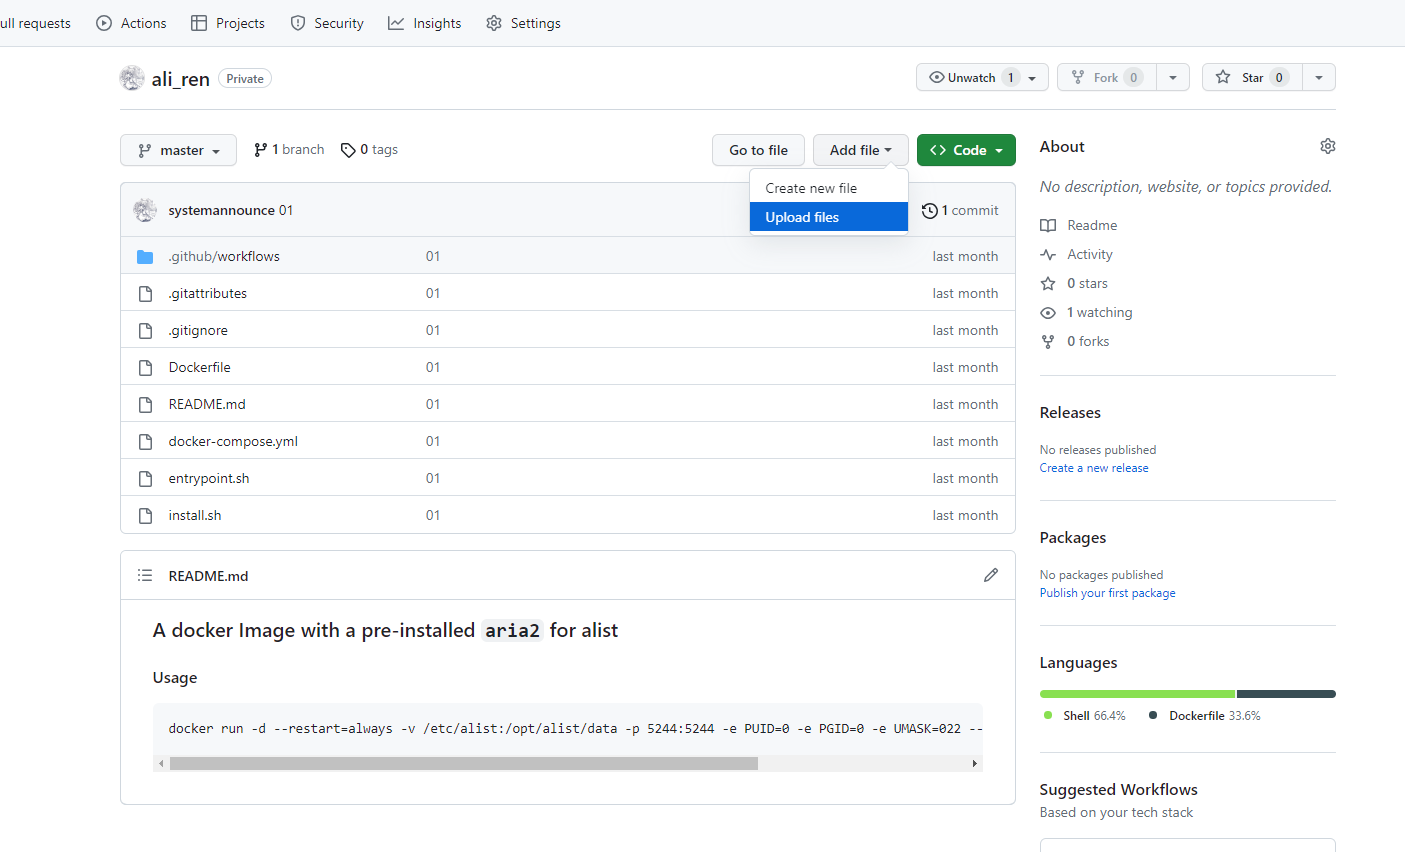 ull requests Actions Projects Security Insights Settings
ali_ren Private Unwatch 1 Fork 0 Star 0
master 1 branch 0 tags Go to file Add file Code
Create new file
Upload files
systemannounce 01 1 commit
.github/workflows 01 last month
.gitattributes 01 last month
.gitignore 01 last month
Dockerfile 01 last month
README.md 01 last month
docker-compose.yml 01 last month
entrypoint.sh 01 last month
install.sh 01 last month
README.md
A docker Image with a pre-installed aria2 for alist
Usage
docker run -d --restart=always -v /etc/alist:/opt/alist/data -p 5244:5244 -e PUID=0 -e PGID=0 -e UMASK=022 --
About
No description, website, or topics provided.
Readme
Activity
0 stars
1 watching
0 forks
Releases
No releases published
Create a new release
Packages
No packages published
Publish your first package
Languages
Shell 66.4% Dockerfile 33.6%
Suggested Workflows
Based on your tech stack